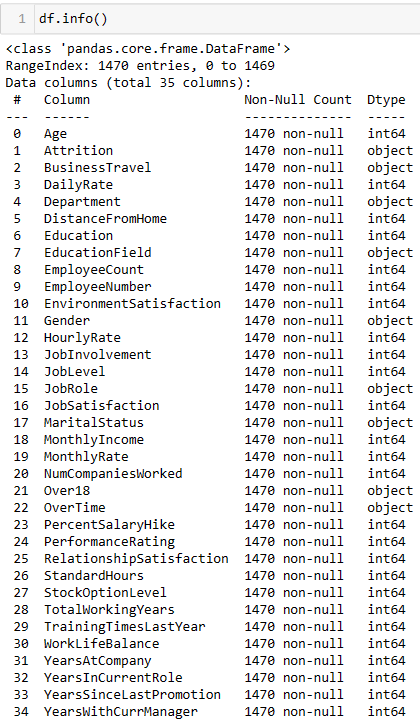 1 df.info()
<class 'pandas.core.frame.DataFrame'>
RangeIndex: 1470 entries, 0 to 1469
Data columns (total 35 columns):
 #   Column                    Non-Null Count  Dtype
---  ------                    --------------  -----
 0   Age                       1470 non-null   int64
 1   Attrition                 1470 non-null   object
 2   BusinessTravel            1470 non-null   object
 3   DailyRate                 1470 non-null   int64
 4   Department                1470 non-null   object
 5   DistanceFromHome          1470 non-null   int64
 6   Education                 1470 non-null   int64
 7   EducationField            1470 non-null   object
 8   EmployeeCount             1470 non-null   int64
 9   EmployeeNumber            1470 non-null   int64
 10  EnvironmentSatisfaction   1470 non-null   int64
 11  Gender                    1470 non-null   object
 12  HourlyRate                1470 non-null   int64
 13  JobInvolvement            1470 non-null   int64
 14  JobLevel                  1470 non-null   int64
 15  JobRole                   1470 non-null   object
 16  JobSatisfaction           1470 non-null   int64
 17  MaritalStatus             1470 non-null   object
 18  MonthlyIncome             1470 non-null   int64
 19  MonthlyRate               1470 non-null   int64
 20  NumCompaniesWorked        1470 non-null   int64
 21  Over18                    1470 non-null   object
 22  OverTime                  1470 non-null   object
 23  PercentSalaryHike         1470 non-null   int64
 24  PerformanceRating         1470 non-null   int64
 25  RelationshipSatisfaction  1470 non-null   int64
 26  StandardHours             1470 non-null   int64
 27  StockOptionLevel          1470 non-null   int64
 28  TotalWorkingYears         1470 non-null   int64
 29  TrainingTimesLastYear     1470 non-null   int64
 30  WorkLifeBalance           1470 non-null   int64
 31  YearsAtCompany            1470 non-null   int64
 32  YearsInCurrentRole        1470 non-null   int64
 33  YearsSinceLastPromotion   1470 non-null   int64
 34  YearsWithCurrManager      1470 non-null   int64